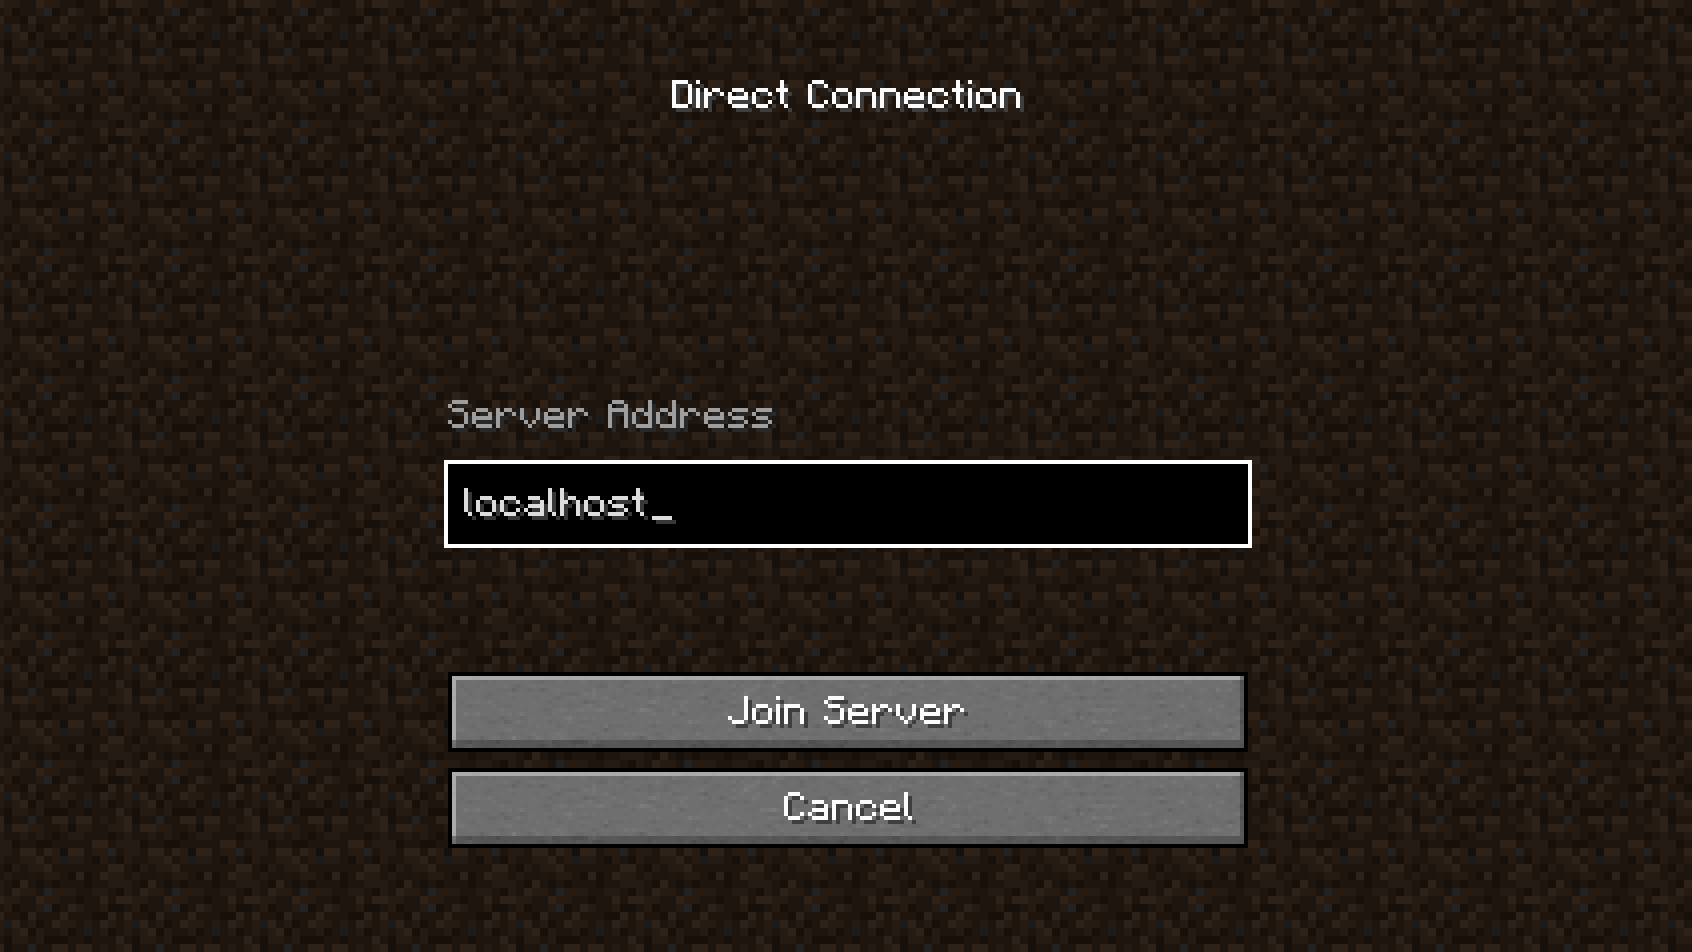 Direct Connection
Server Address
localhost_
Join Server
Cancel